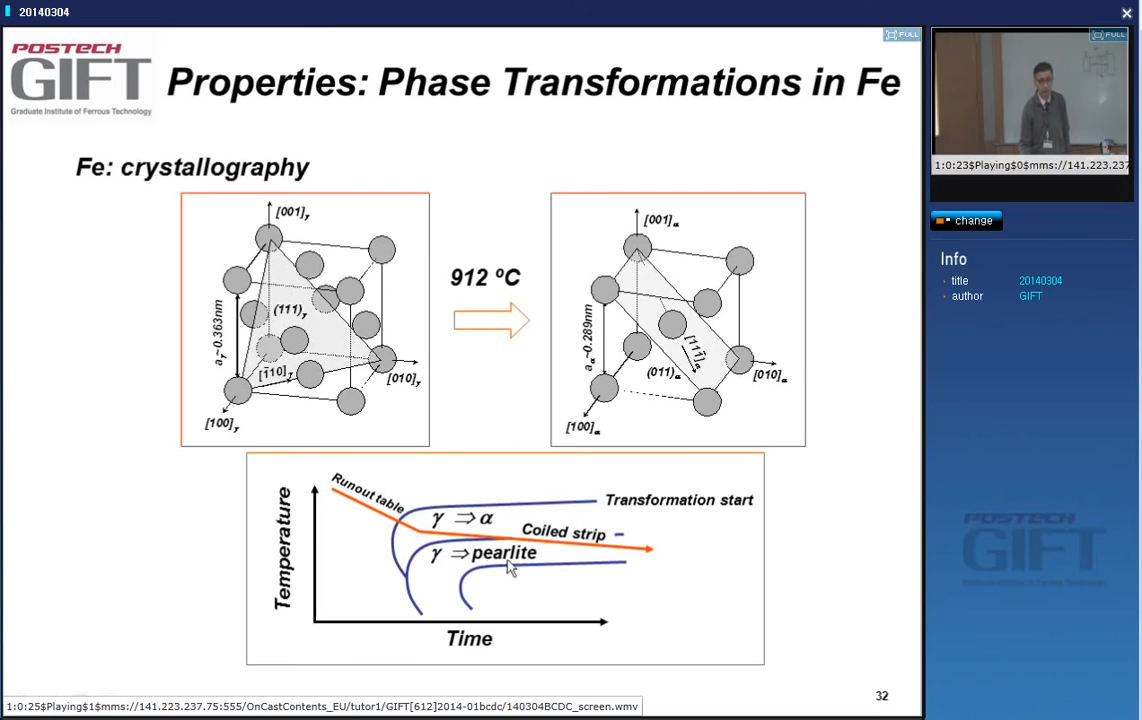 20140304
FULL
FULL
POSTECH
GIFT
Graduate Institute of Ferrous Technology
Properties: Phase Transformations in Fe
Fe: crystallography
[001]γ
(111)γ
aγ~0.363nm
[1̄10]γ
[010]γ
[100]γ
912 ºC
[001]α
aα~0.289nm
[111̄]α
(011)α
[010]α
[100]α
Temperature
Runout table
Transformation start
γ ⇒ α
Coiled strip
γ ⇒ pearlite
Time
32
1:0:25$Playing$1$mms://141.223.237.75:555/OnCastContents_EU/tutor1/GIFT[612]2014-01bcdc/140304BCDC_screen.wmv
1:0:23$Playing$0$mms://141.223.237
change
Info
title 20140304
author GIFT
POSTECH
GIFT